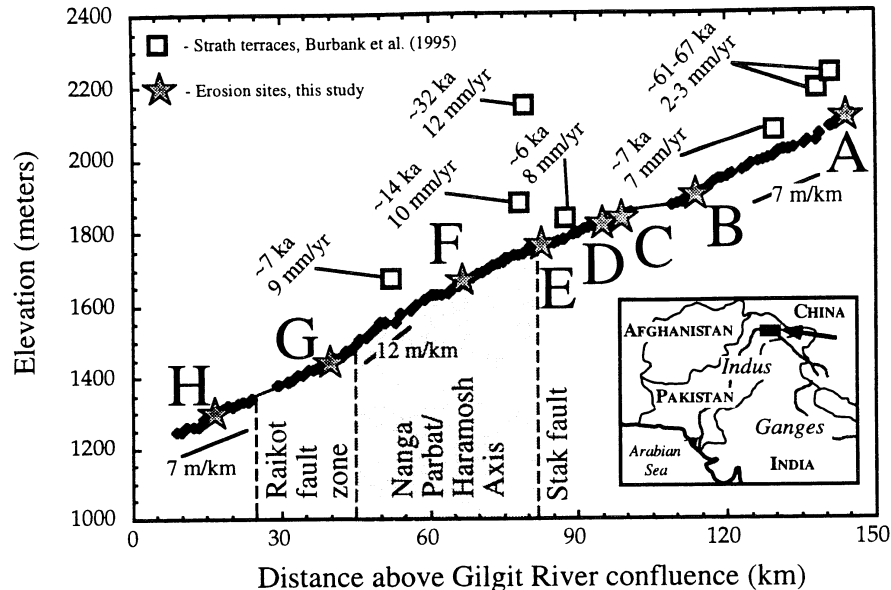 2400
2200
2000
1800
1600
1400
1200
1000
Elevation (meters)
- Strath terraces, Burbank et al. (1995)
- Erosion sites, this study
~32 ka
12 mm/yr
~61-67 ka
2-3 mm/yr
~6 ka
8 mm/yr
~7 ka
7 mm/yr
~14 ka
10 mm/yr
~7 ka
9 mm/yr
A
B
C
D
E
F
G
H
7 m/km
12 m/km
7 m/km
Raikot
fault
zone
Nanga
Parbat/
Haramosh
Axis
Stak fault
CHINA
AFGHANISTAN
Indus
PAKISTAN
Ganges
Arabian
Sea
INDIA
0
30
60
90
120
150
Distance above Gilgit River confluence (km)